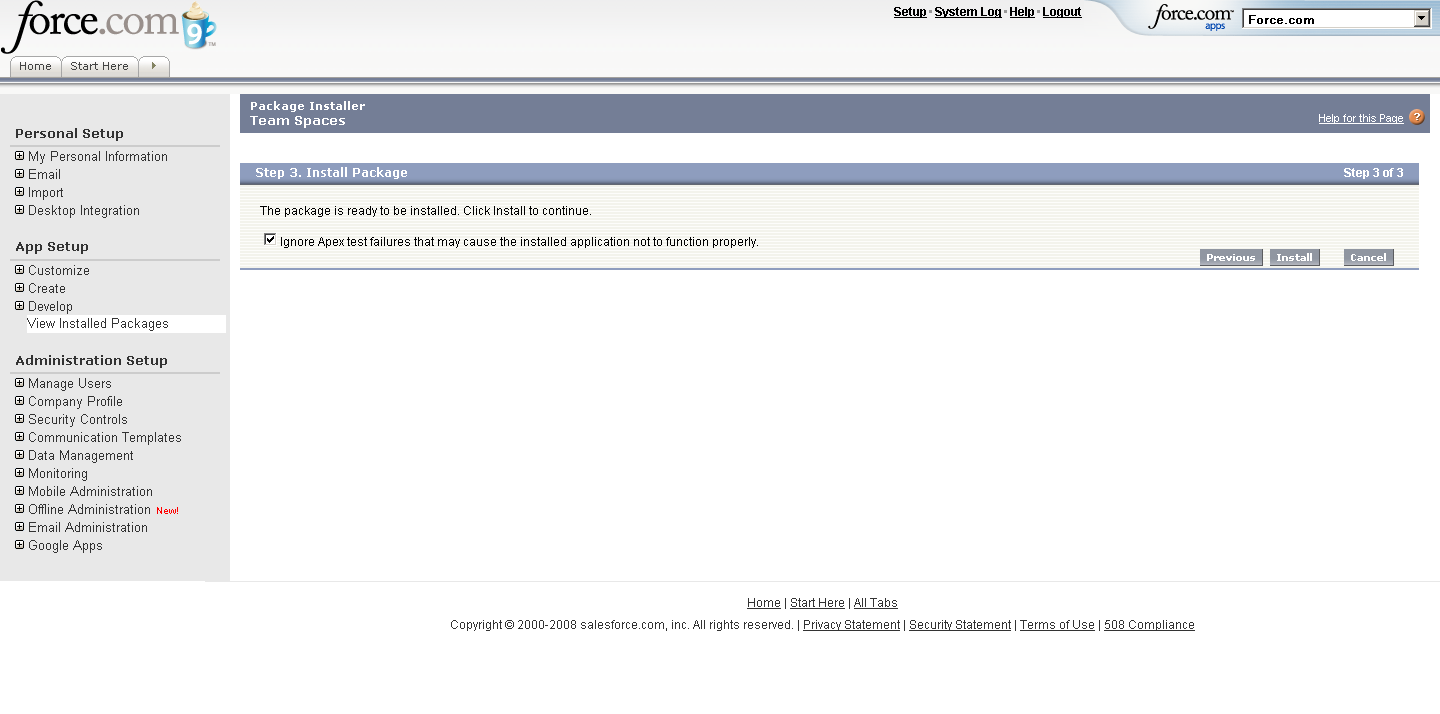 force.com 9 ™
Setup · System Log · Help · Logout
force.com apps
Force.com
Home Start Here
Personal Setup
My Personal Information
Email
Import
Desktop Integration
App Setup
Customize
Create
Develop
View Installed Packages
Administration Setup
Manage Users
Company Profile
Security Controls
Communication Templates
Data Management
Monitoring
Mobile Administration
Offline Administration New!
Email Administration
Google Apps
Package Installer
Team Spaces
Help for this Page ?
Step 3. Install Package Step 3 of 3
The package is ready to be installed. Click Install to continue.
Ignore Apex test failures that may cause the installed application not to function properly.
Previous Install Cancel
Home | Start Here | All Tabs
Copyright © 2000-2008 salesforce.com, inc. All rights reserved. | Privacy Statement | Security Statement | Terms of Use | 508 Compliance